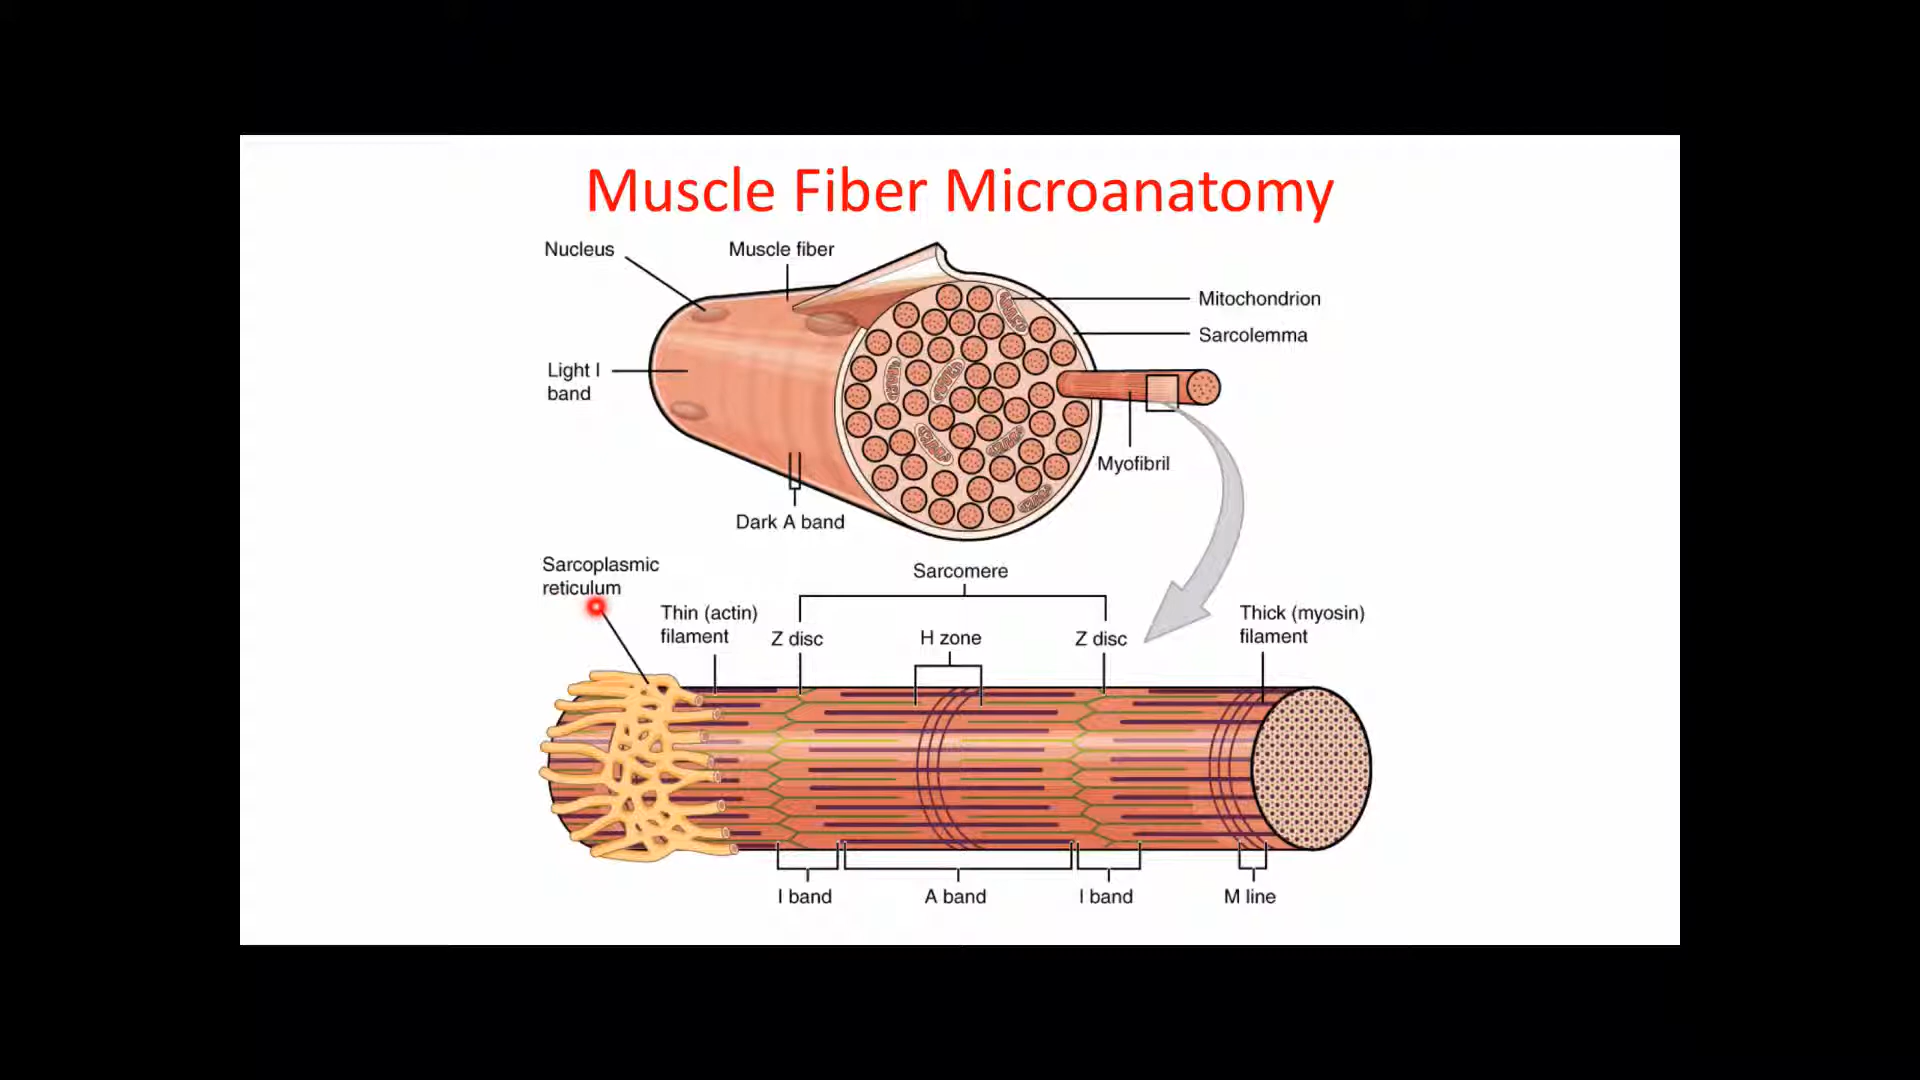 Muscle Fiber Microanatomy
Nucleus
Muscle fiber
Mitochondrion
Sarcolemma
Light I
band
Myofibril
Dark A band
Sarcoplasmic
reticulum
Sarcomere
Thin (actin)
filament
Z disc
H zone
Z disc
Thick (myosin)
filament
I band
A band
I band
M line